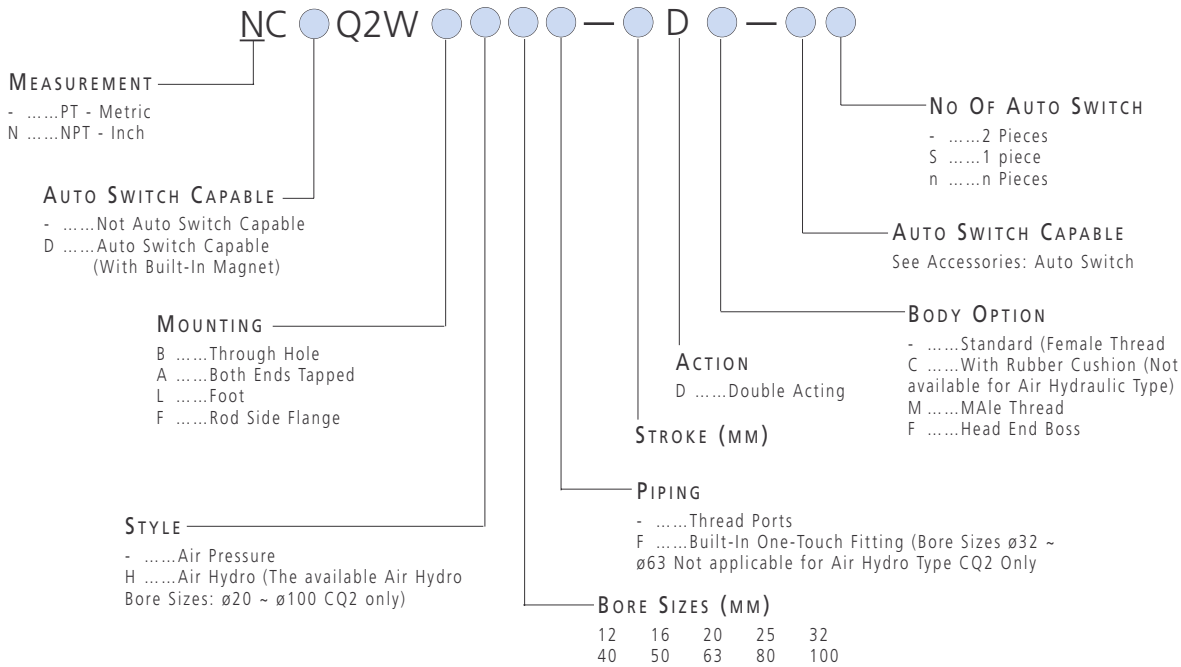 NC Q2W — D —
MEASUREMENT
- ......PT - Metric
N ......NPT - Inch
AUTO SWITCH CAPABLE
- ......Not Auto Switch Capable
D ......Auto Switch Capable
(With Built-In Magnet)
MOUNTING
B ......Through Hole
A ......Both Ends Tapped
L ......Foot
F ......Rod Side Flange
STYLE
- ......Air Pressure
H ......Air Hydro (The available Air Hydro
Bore Sizes: ø20 ~ ø100 CQ2 only)
BORE SIZES (MM)
12 16 20 25 32
40 50 63 80 100
PIPING
- ......Thread Ports
F ......Built-In One-Touch Fitting (Bore Sizes ø32 ~
ø63 Not applicable for Air Hydro Type CQ2 Only
STROKE (MM)
ACTION
D ......Double Acting
BODY OPTION
- ......Standard (Female Thread
C ......With Rubber Cushion (Not
available for Air Hydraulic Type)
M ......MAle Thread
F ......Head End Boss
AUTO SWITCH CAPABLE
See Accessories: Auto Switch
NO OF AUTO SWITCH
- ......2 Pieces
S ......1 piece
n ......n Pieces